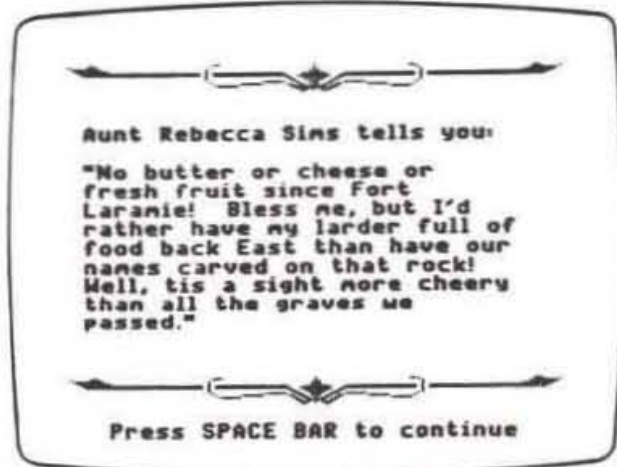 Aunt Rebecca Sims tells you:
"No butter or cheese or
fresh fruit since Fort
Laramie!  Bless me, but I'd
rather have my larder full of
food back East than have our
names carved on that rock!
Well, tis a sight more cheery
than all the graves we
passed."
Press SPACE BAR to continue